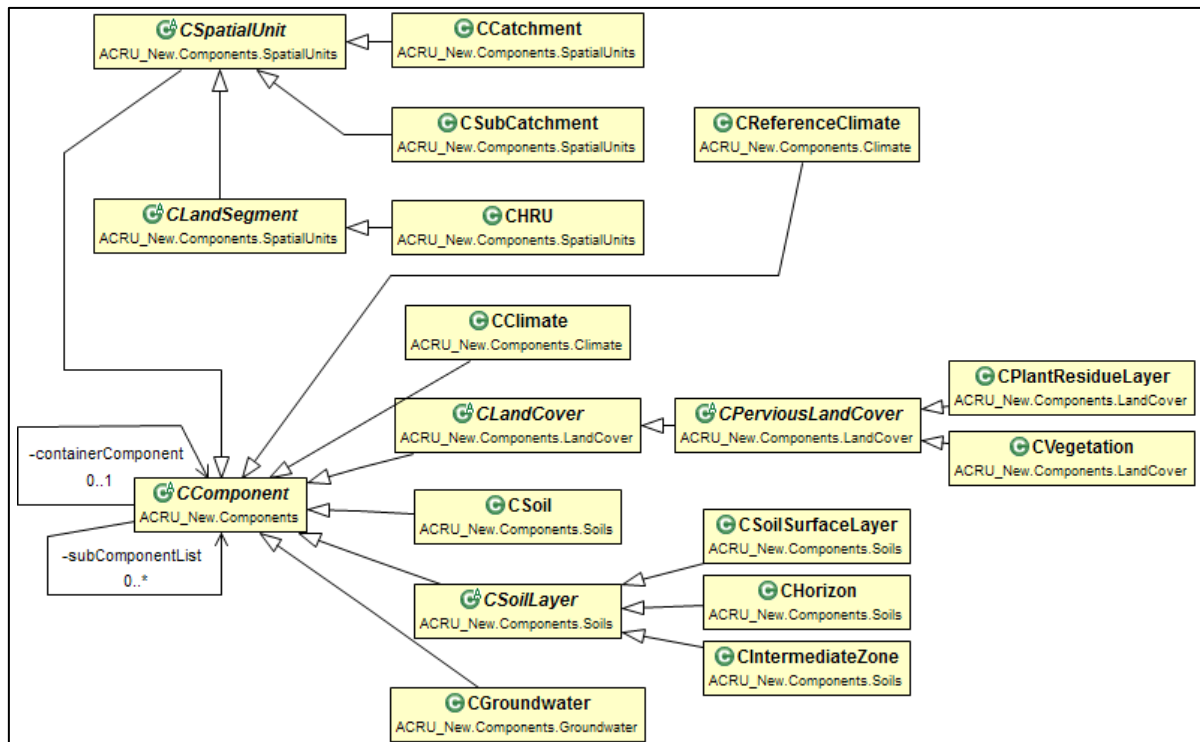 CSpatialUnit
ACRU_New.Components.SpatialUnits
CCatchment
ACRU_New.Components.SpatialUnits
CSubCatchment
ACRU_New.Components.SpatialUnits
CReferenceClimate
ACRU_New.Components.Climate
CLandSegment
ACRU_New.Components.SpatialUnits
CHRU
ACRU_New.Components.SpatialUnits
CClimate
ACRU_New.Components.Climate
CLandCover
ACRU_New.Components.LandCover
CPerviousLandCover
ACRU_New.Components.LandCover
CPlantResidueLayer
ACRU_New.Components.LandCover
CVegetation
ACRU_New.Components.LandCover
-containerComponent
0..1
CComponent
ACRU_New.Components
-subComponentList
0..*
CSoil
ACRU_New.Components.Soils
CSoilLayer
ACRU_New.Components.Soils
CSoilSurfaceLayer
ACRU_New.Components.Soils
CHorizon
ACRU_New.Components.Soils
CIntermediateZone
ACRU_New.Components.Soils
CGroundwater
ACRU_New.Components.Groundwater